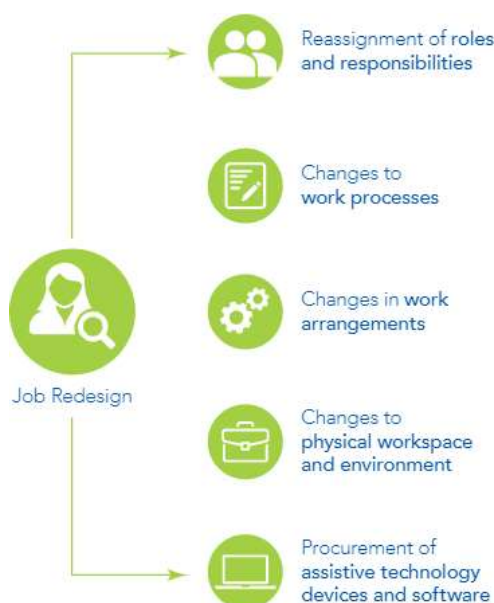 Reassignment of roles
and responsibilities
Changes to
work processes
Changes in work
arrangements
Job Redesign
Changes to
physical workspace
and environment
Procurement of
assistive technology
devices and software